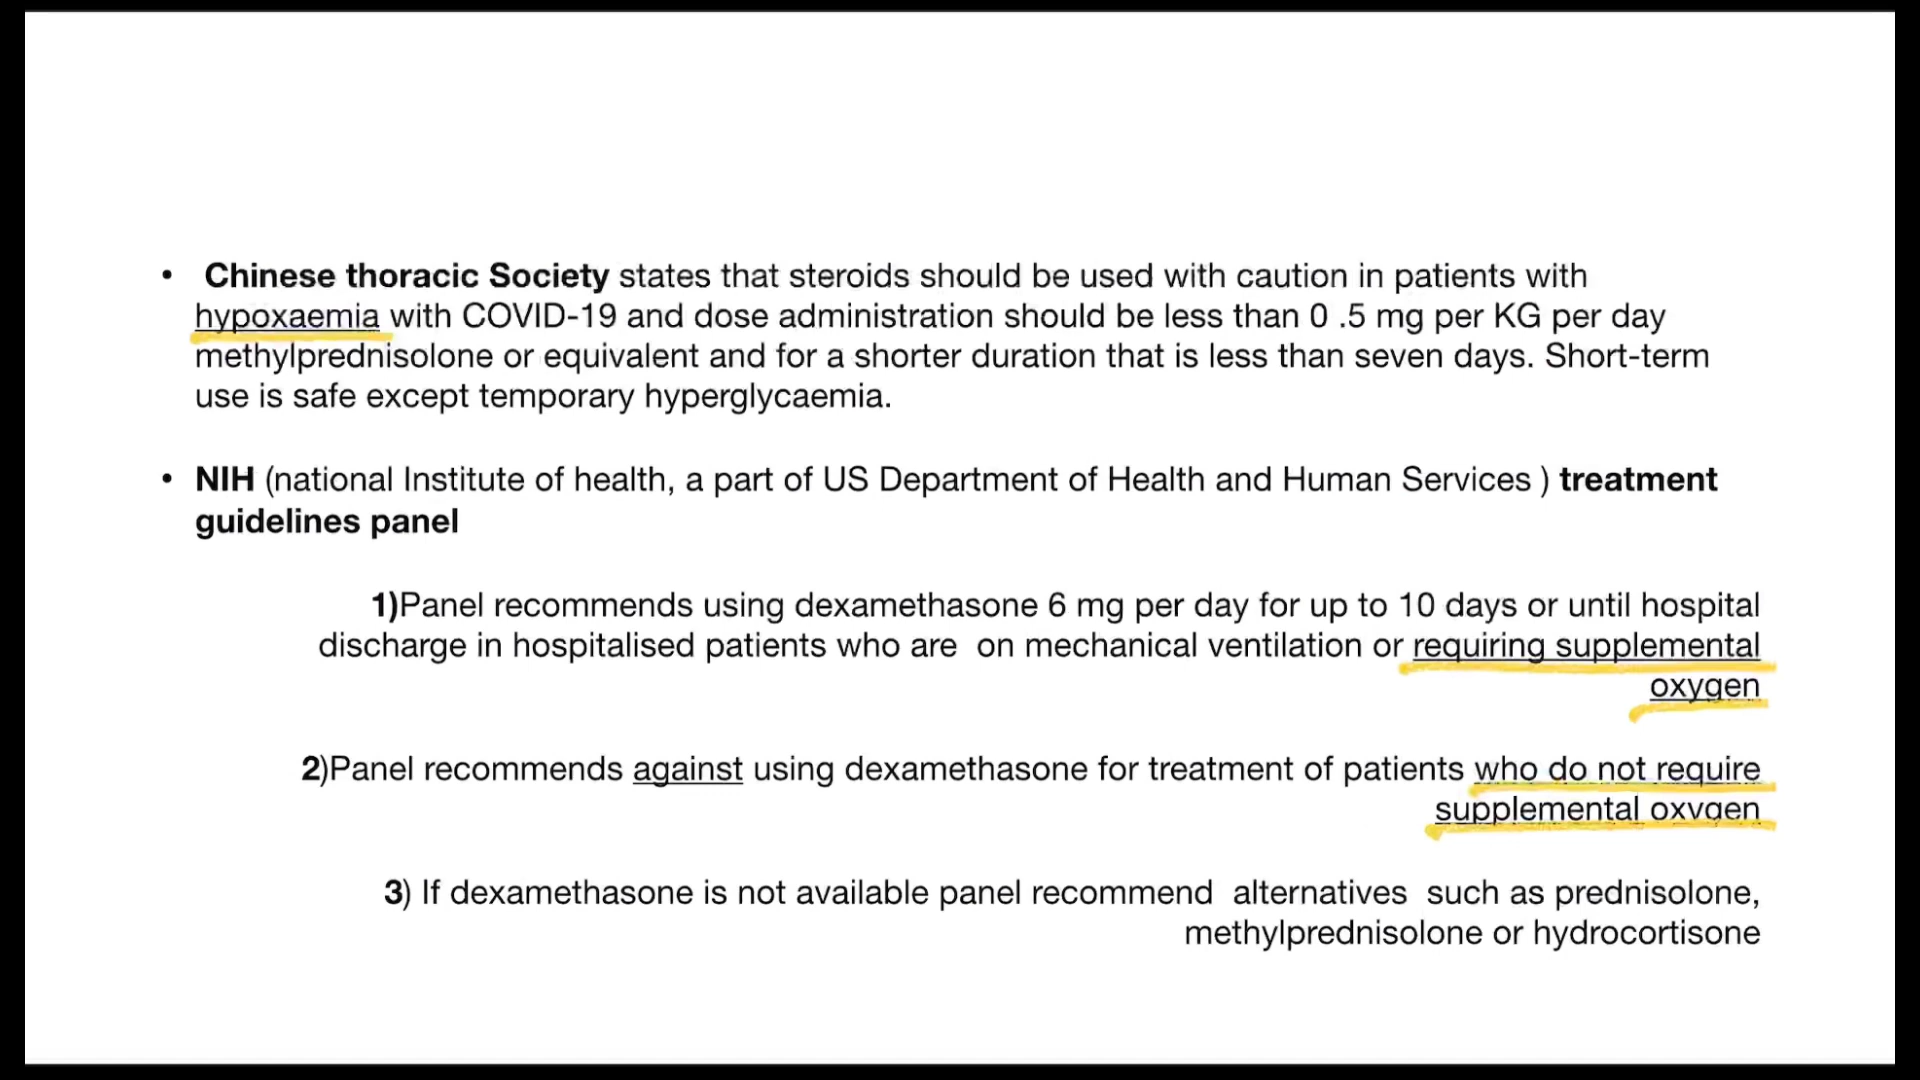 • Chinese thoracic Society states that steroids should be used with caution in patients with
hypoxaemia with COVID-19 and dose administration should be less than 0 .5 mg per KG per day
methylprednisolone or equivalent and for a shorter duration that is less than seven days. Short-term
use is safe except temporary hyperglycaemia.
• NIH (national Institute of health, a part of US Department of Health and Human Services ) treatment
guidelines panel
1)Panel recommends using dexamethasone 6 mg per day for up to 10 days or until hospital
discharge in hospitalised patients who are on mechanical ventilation or requiring supplemental
oxygen
2)Panel recommends against using dexamethasone for treatment of patients who do not require
supplemental oxygen
3) If dexamethasone is not available panel recommend alternatives such as prednisolone,
methylprednisolone or hydrocortisone